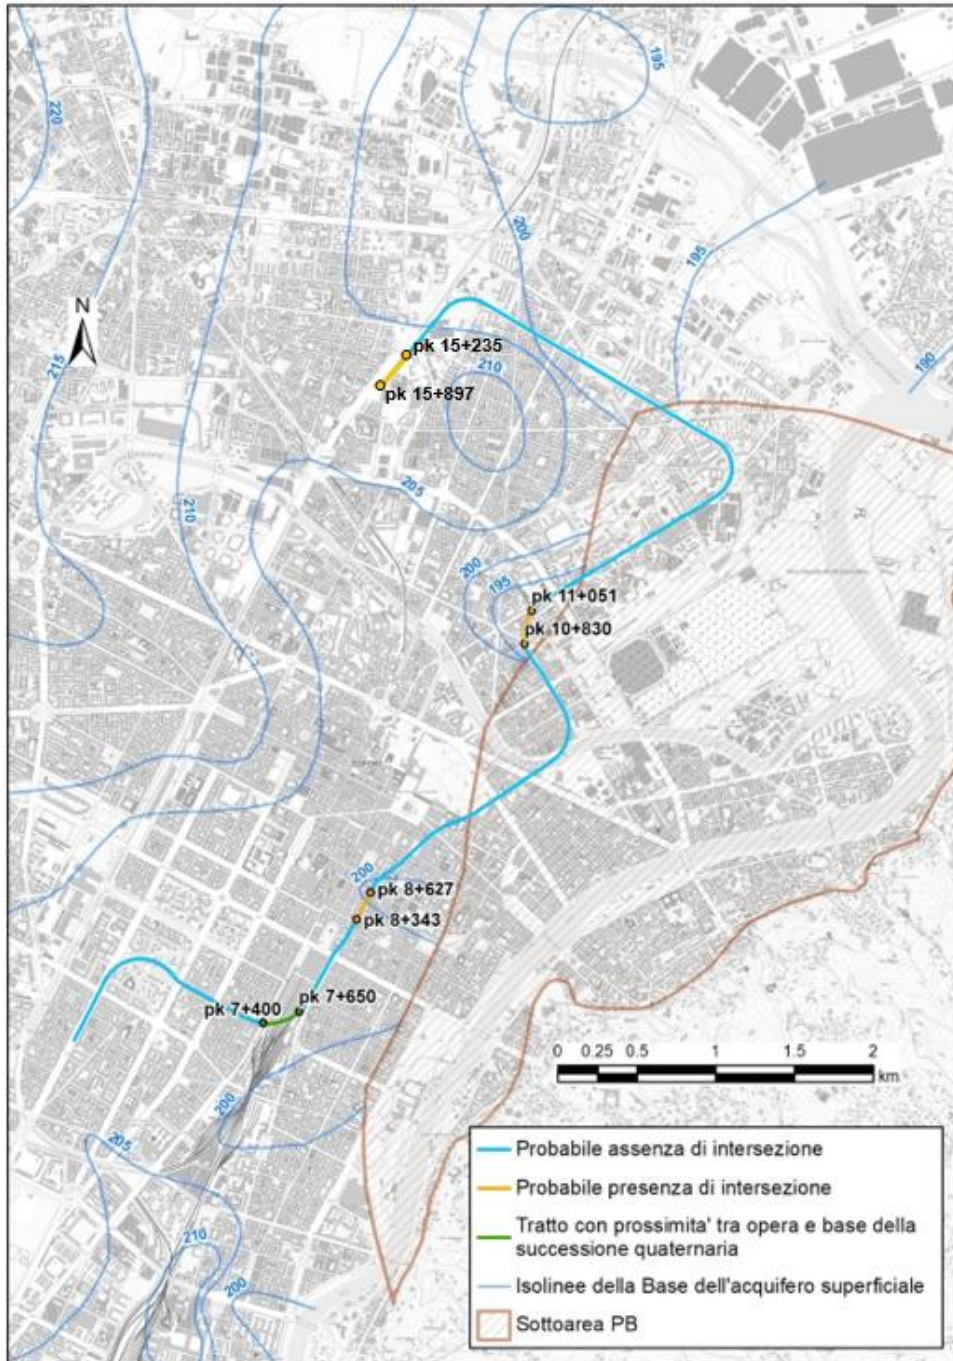 195
220
200
195
N
215
190
pk 15+235
210
pk 15+897
205
210
200
195
pk 11+051
pk 10+830
200
pk 8+627
pk 8+343
pk 7+650
pk 7+400
0 0.25 0.5 1 1.5 2
km
200
205
210
200
Probabile assenza di intersezione
Probabile presenza di intersezione
Tratto con prossimita' tra opera e base della
successione quaternaria
Isolinee della Base dell'acquifero superficiale
Sottoarea PB